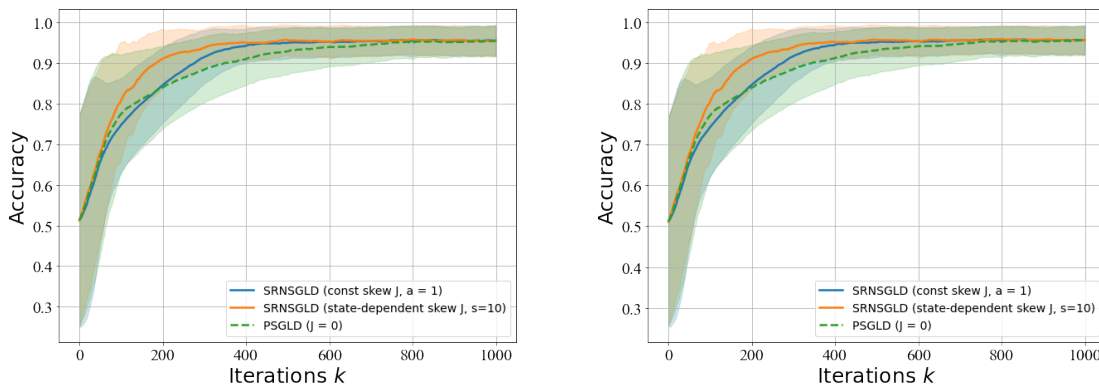 1.0
0.9
0.8
0.7
0.6
0.5
0.4
0.3
Accuracy
SRNSGLD (const skew J, a = 1)
SRNSGLD (state-dependent skew J, s=10)
PSGLD (J = 0)
0 200 400 600 800 1000
Iterations k
1.0
0.9
0.8
0.7
0.6
0.5
0.4
0.3
Accuracy
SRNSGLD (const skew J, a = 1)
SRNSGLD (state-dependent skew J, s=10)
PSGLD (J = 0)
0 200 400 600 800 1000
Iterations k